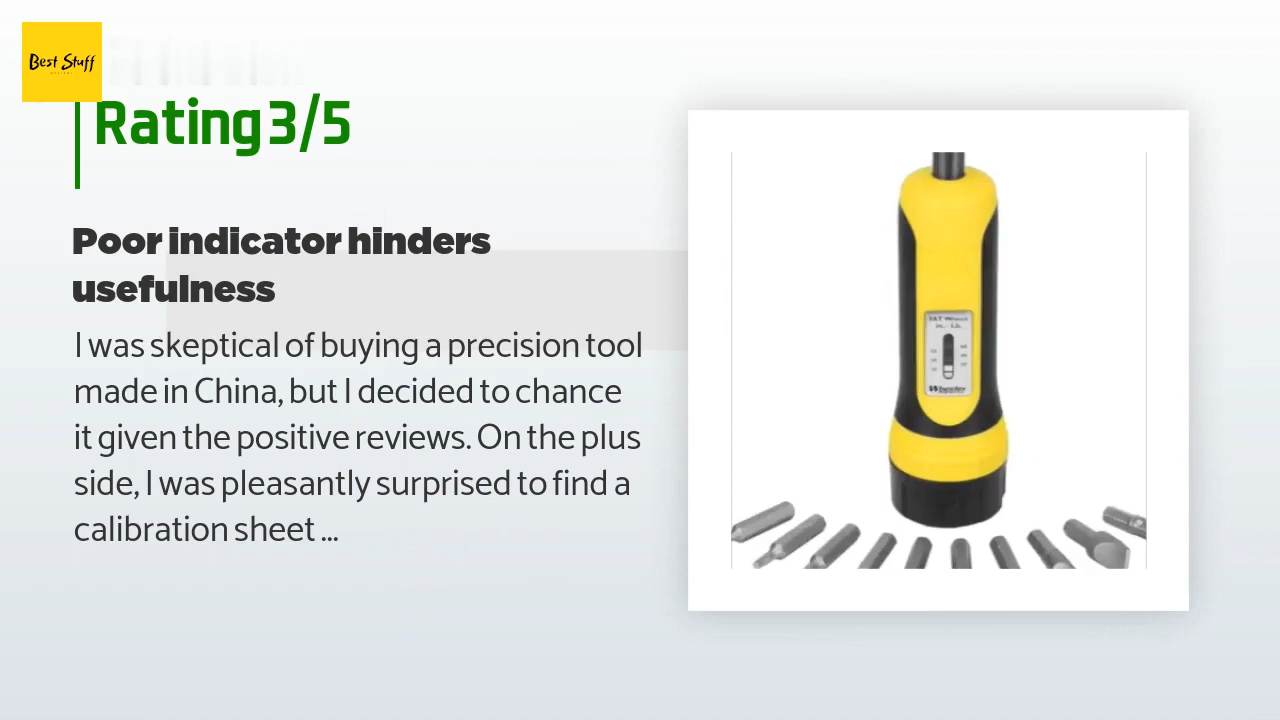 Best Stuff
Rating 3/5
Poor indicator hinders
usefulness
I was skeptical of buying a precision tool
made in China, but I decided to chance
it given the positive reviews. On the plus
side, I was pleasantly surprised to find a
calibration sheet ...
Wheeler